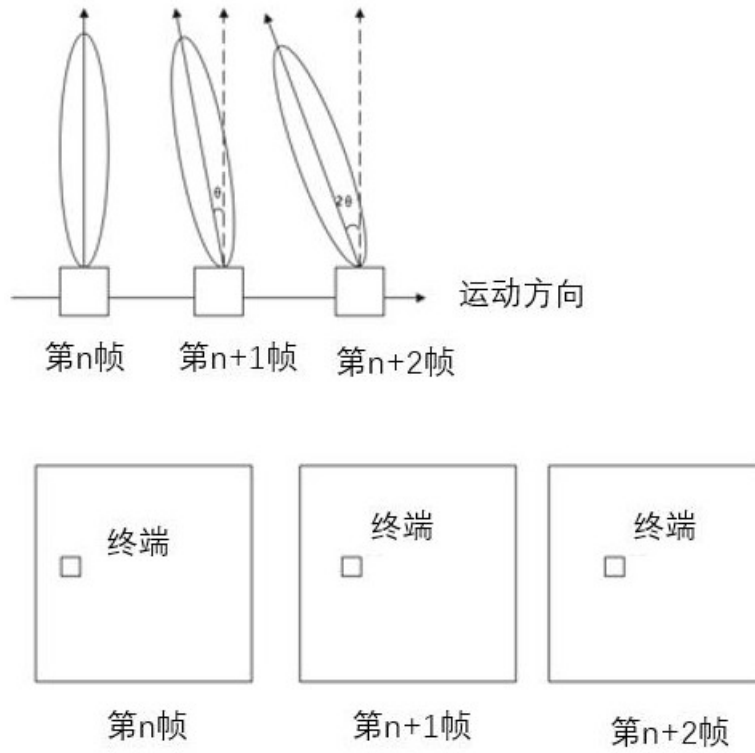 θ
2θ
运动方向
第n帧
第n+1帧
第n+2帧
终端
终端
终端
第n帧
第n+1帧
第n+2帧